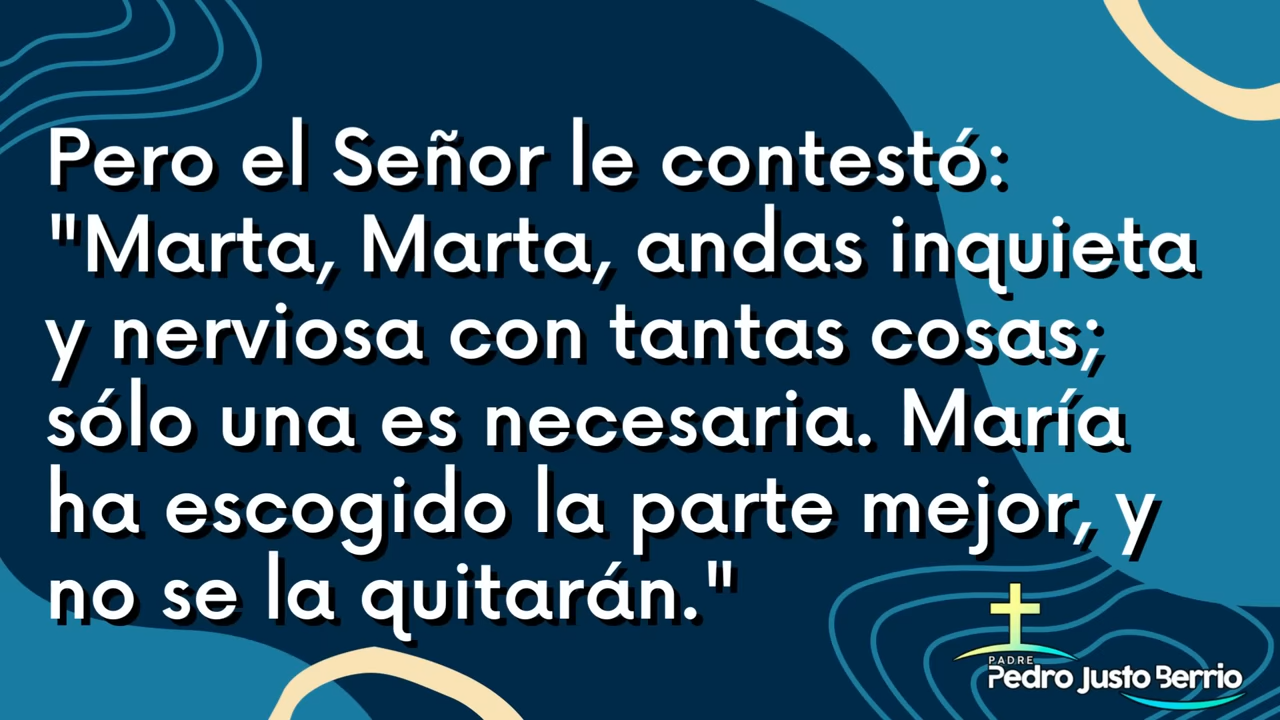 Pero el Señor le contestó:
"Marta, Marta, andas inquieta
y nerviosa con tantas cosas;
sólo una es necesaria. María
ha escogido la parte mejor, y
no se la quitarán."
PADRE
Pedro Justo Berrio